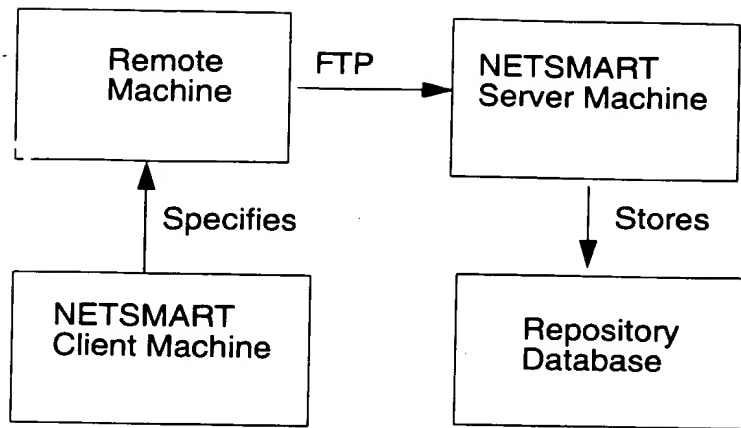 Remote
Machine
FTP
NETSMART
Server Machine
Specifies
Stores
NETSMART
Client Machine
Repository
Database